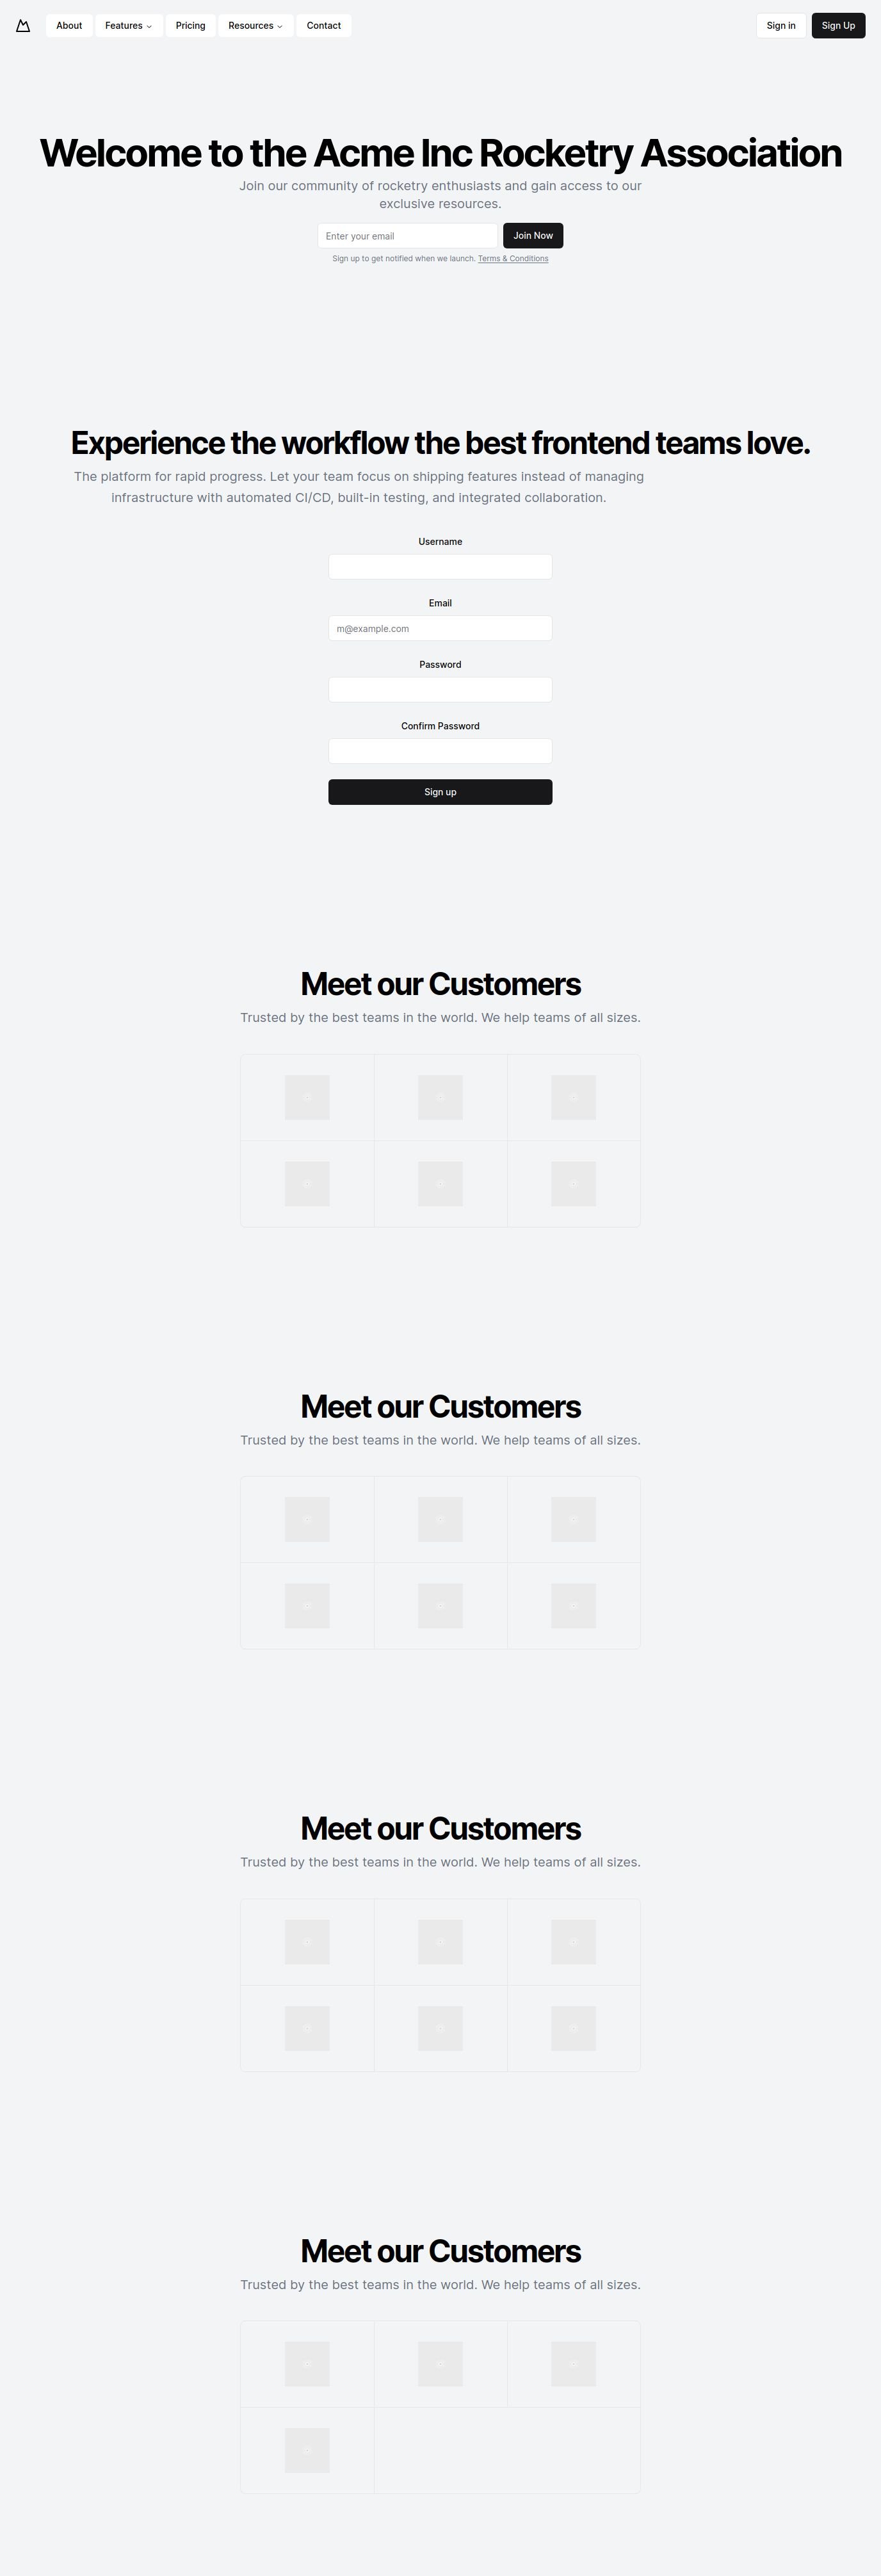 About
Features
Pricing
Resources
Contact
Sign in
Sign Up
Welcome to the Acme Inc Rocketry Association
Join our community of rocketry enthusiasts and gain access to our
exclusive resources.
Enter your email
Join Now
Sign up to get notified when we launch. Terms & Conditions
Experience the workflow the best frontend teams love.
The platform for rapid progress. Let your team focus on shipping features instead of managing
infrastructure with automated CI/CD, built-in testing, and integrated collaboration.
Username
Email
m@example.com
Password
Confirm Password
Sign up
Meet our Customers
Trusted by the best teams in the world. We help teams of all sizes.
Meet our Customers
Trusted by the best teams in the world. We help teams of all sizes.
Meet our Customers
Trusted by the best teams in the world. We help teams of all sizes.
Meet our Customers
Trusted by the best teams in the world. We help teams of all sizes.